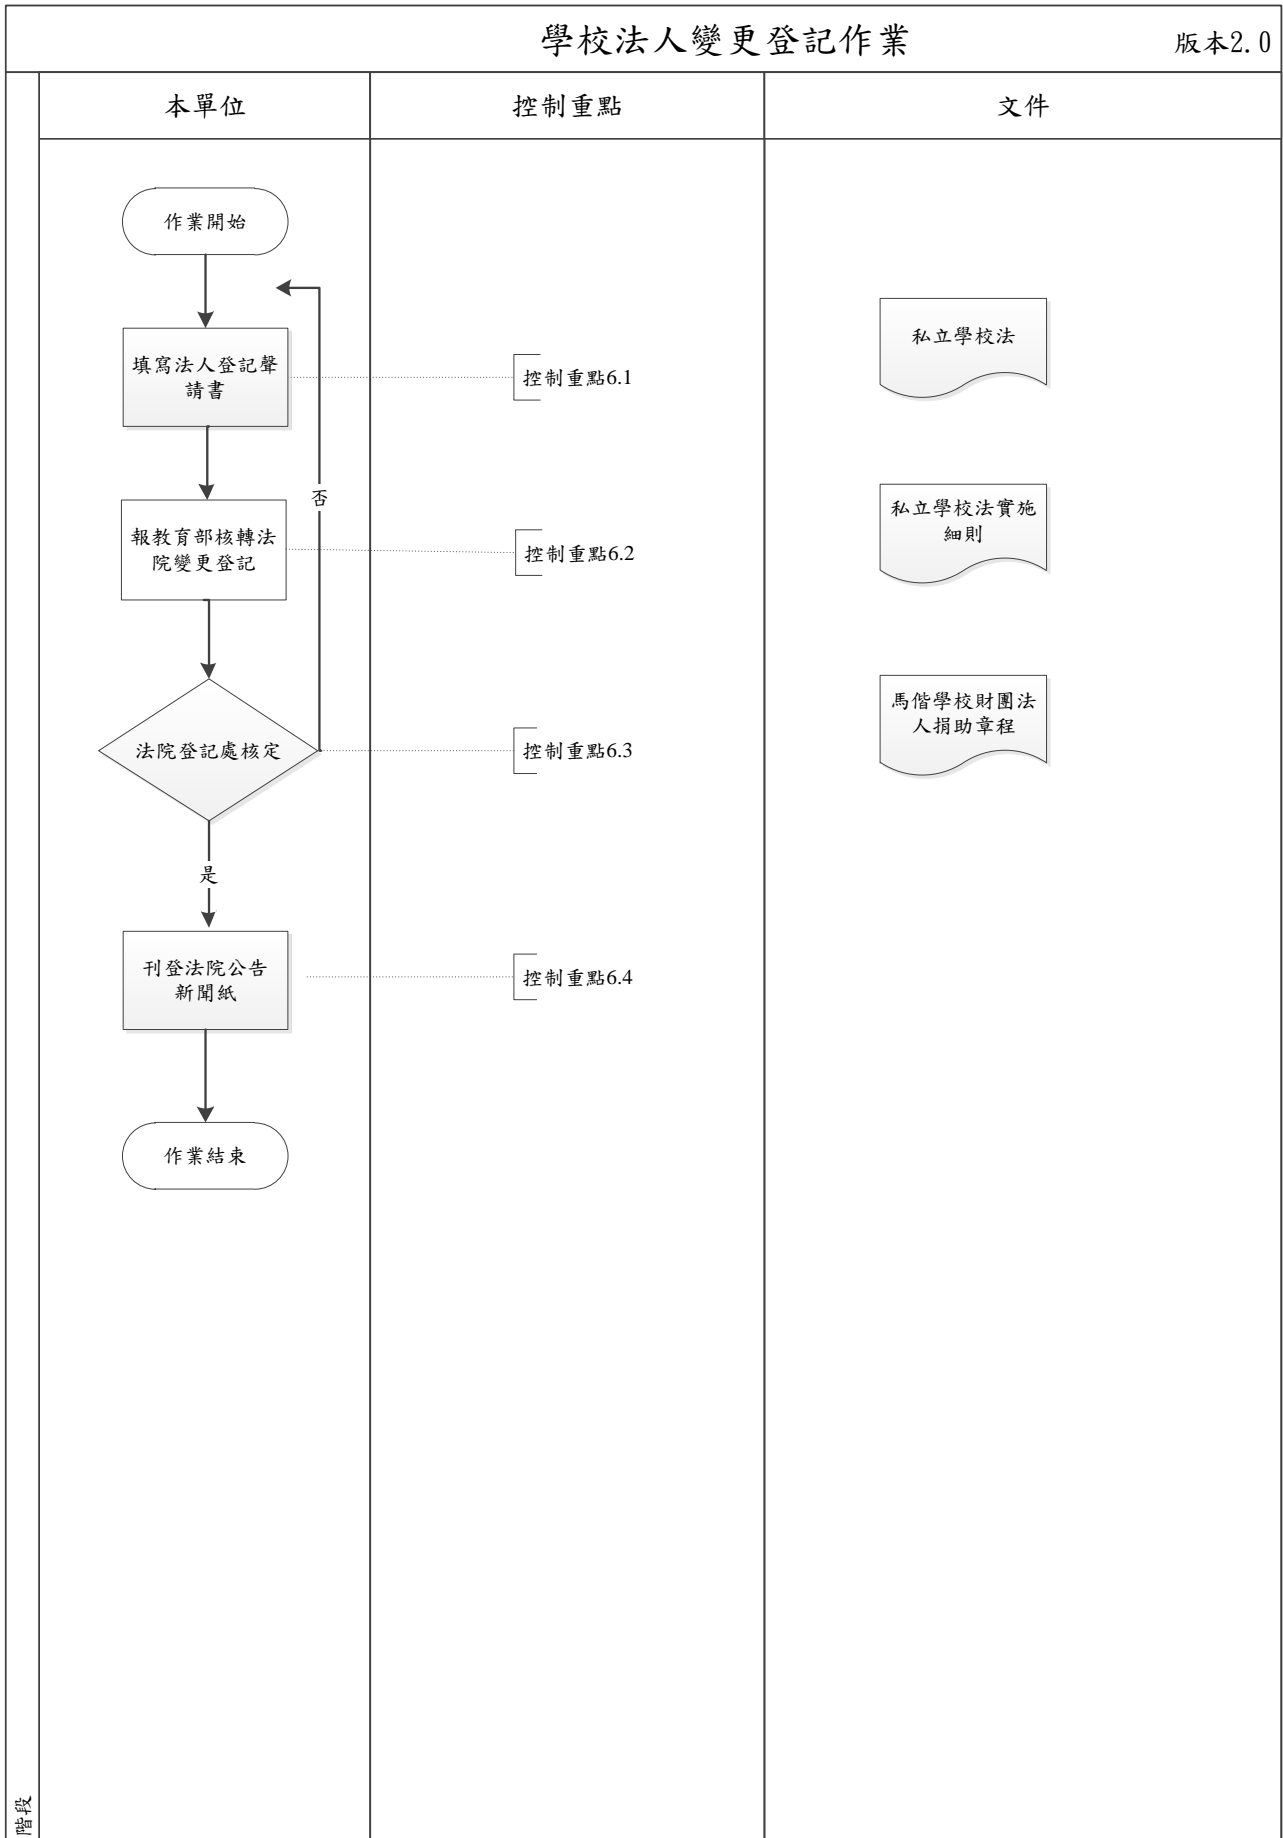 學校法人變更登記作業
版本2.0
本單位
控制重點
文件
作業開始
填寫法人登記聲
請書
控制重點6.1
私立學校法
否
報教育部核轉法
院變更登記
控制重點6.2
私立學校法實施
細則
法院登記處核定
控制重點6.3
馬偕學校財團法
人捐助章程
是
刊登法院公告
新聞紙
控制重點6.4
作業結束
階段